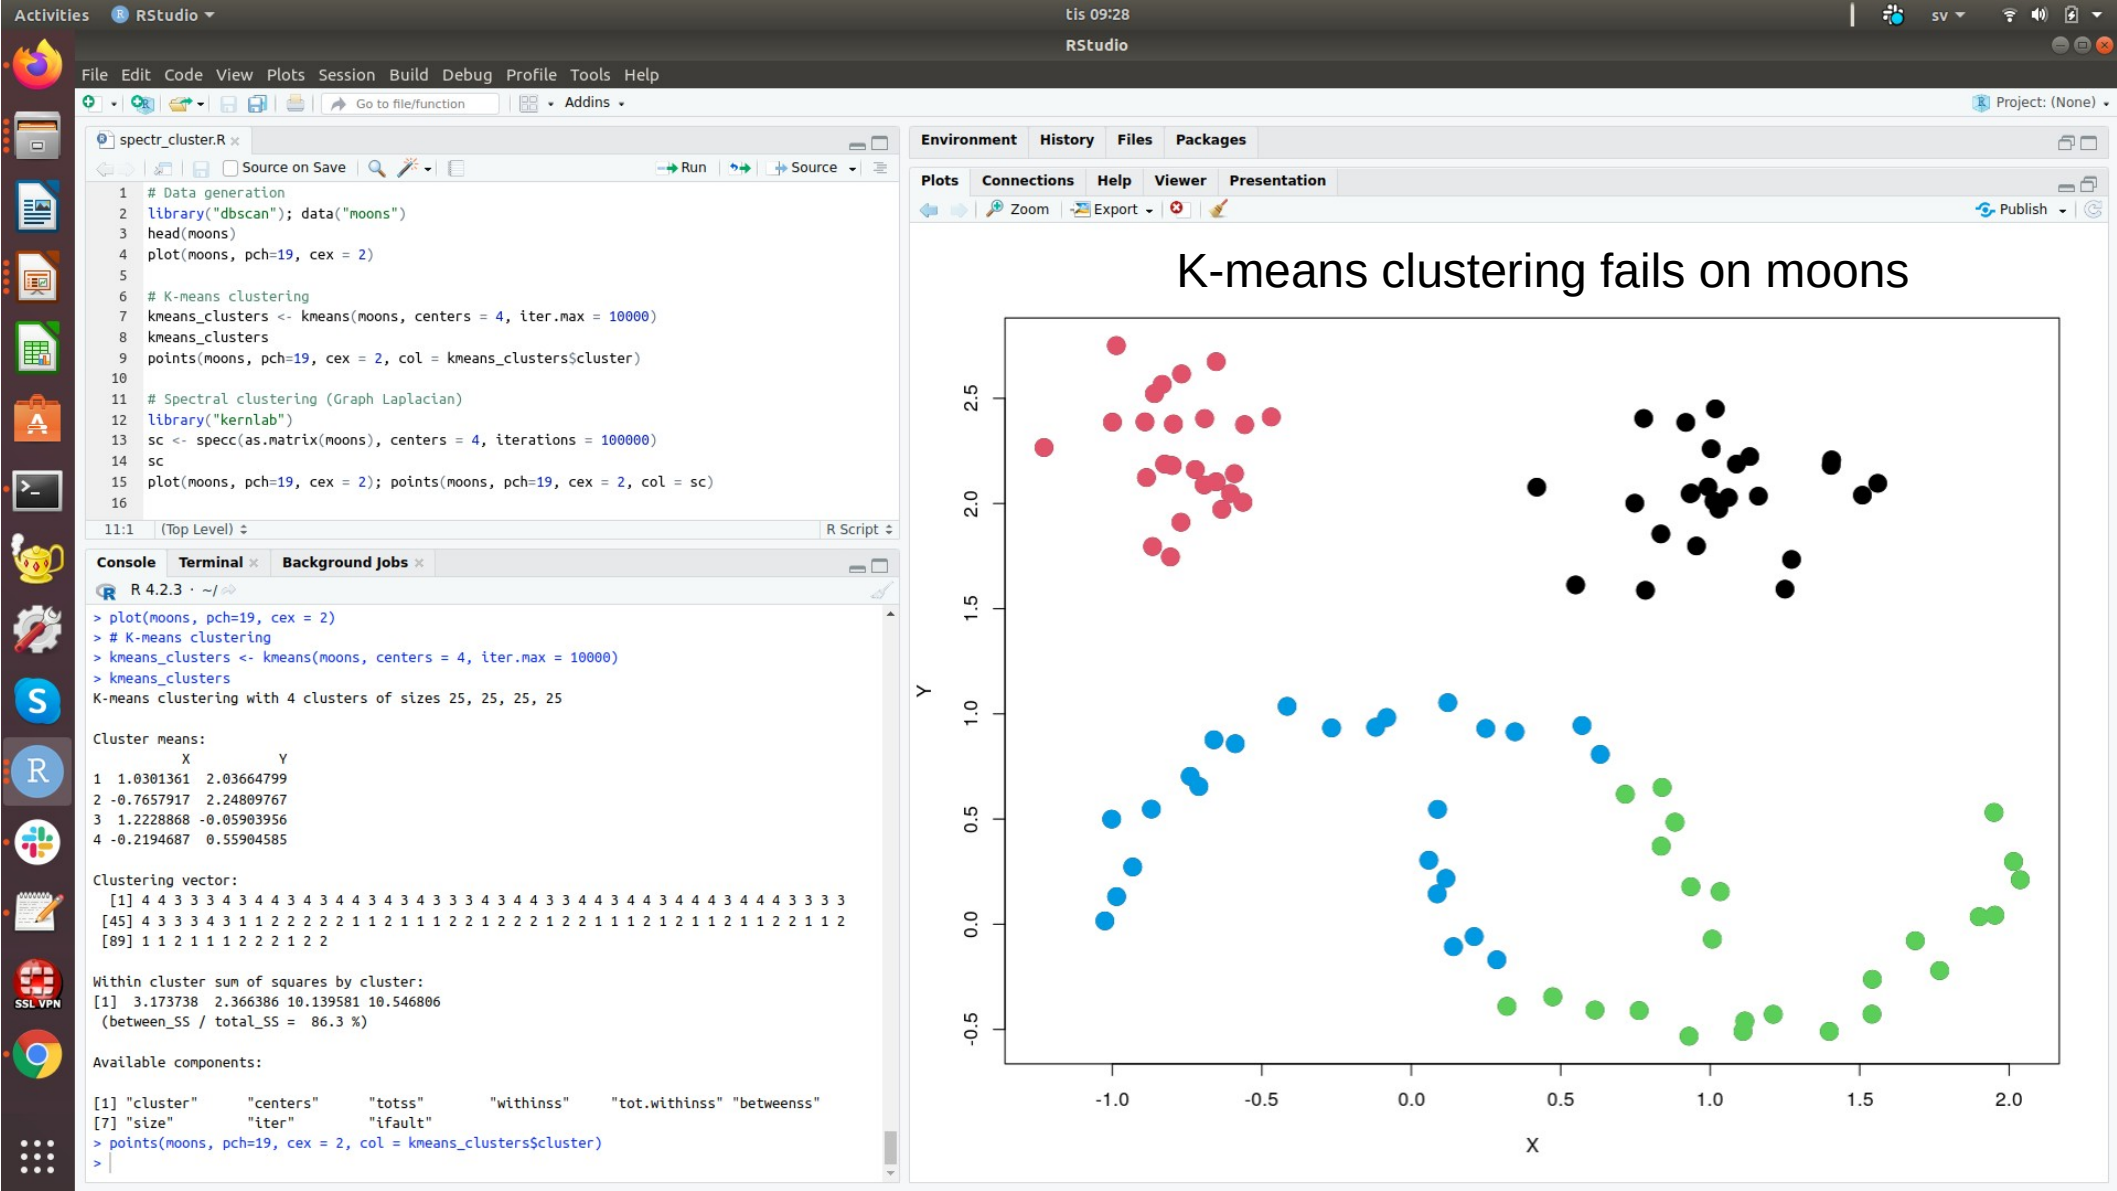 Activities RStudio tis 09:28 sv
RStudio
File Edit Code View Plots Session Build Debug Profile Tools Help
Go to file/function Addins Project: (None)
spectr_cluster.R
Source on Save Run Source
1 # Data generation
2 library("dbscan"); data("moons")
3 head(moons)
4 plot(moons, pch=19, cex = 2)
5
6 # K-means clustering
7 kmeans_clusters <- kmeans(moons, centers = 4, iter.max = 10000)
8 kmeans_clusters
9 points(moons, pch=19, cex = 2, col = kmeans_clusters$cluster)
10
11 # Spectral clustering (Graph Laplacian)
12 library("kernlab")
13 sc <- specc(as.matrix(moons), centers = 4, iterations = 100000)
14 sc
15 plot(moons, pch=19, cex = 2); points(moons, pch=19, cex = 2, col = sc)
16
11:1 (Top Level) R Script
Console Terminal Background Jobs
R 4.2.3 · ~/
> plot(moons, pch=19, cex = 2)
> # K-means clustering
> kmeans_clusters <- kmeans(moons, centers = 4, iter.max = 10000)
> kmeans_clusters
K-means clustering with 4 clusters of sizes 25, 25, 25, 25
Cluster means:
X Y
1 1.0301361 2.03664799
2 -0.7657917 2.24809767
3 1.2228868 -0.05903956
4 -0.2194687 0.55904585
Clustering vector:
[1] 4 4 3 3 3 4 3 4 4 3 4 3 4 4 3 4 3 4 3 3 3 4 3 4 4 3 3 4 4 3 4 4 3 4 4 4 3 4 4 4 3 3 3 3
[45] 4 3 3 3 4 3 1 1 2 2 2 2 2 1 1 2 1 1 1 2 2 1 2 2 2 1 2 2 1 1 1 2 1 2 1 1 2 1 1 2 2 1 1 2
[89] 1 1 2 1 1 1 2 2 2 1 2 2
Within cluster sum of squares by cluster:
[1] 3.173738 2.366386 10.139581 10.546806
(between_SS / total_SS = 86.3 %)
Available components:
[1] "cluster" "centers" "totss" "withinss" "tot.withinss" "betweenss"
[7] "size" "iter" "ifault"
> points(moons, pch=19, cex = 2, col = kmeans_clusters$cluster)
>
Environment History Files Packages
Plots Connections Help Viewer Presentation
Zoom Export Publish
K-means clustering fails on moons
2.5
2.0
1.5
1.0
0.5
0.0
-0.5
Y
-1.0 -0.5 0.0 0.5 1.0 1.5 2.0
X
SSL VPN